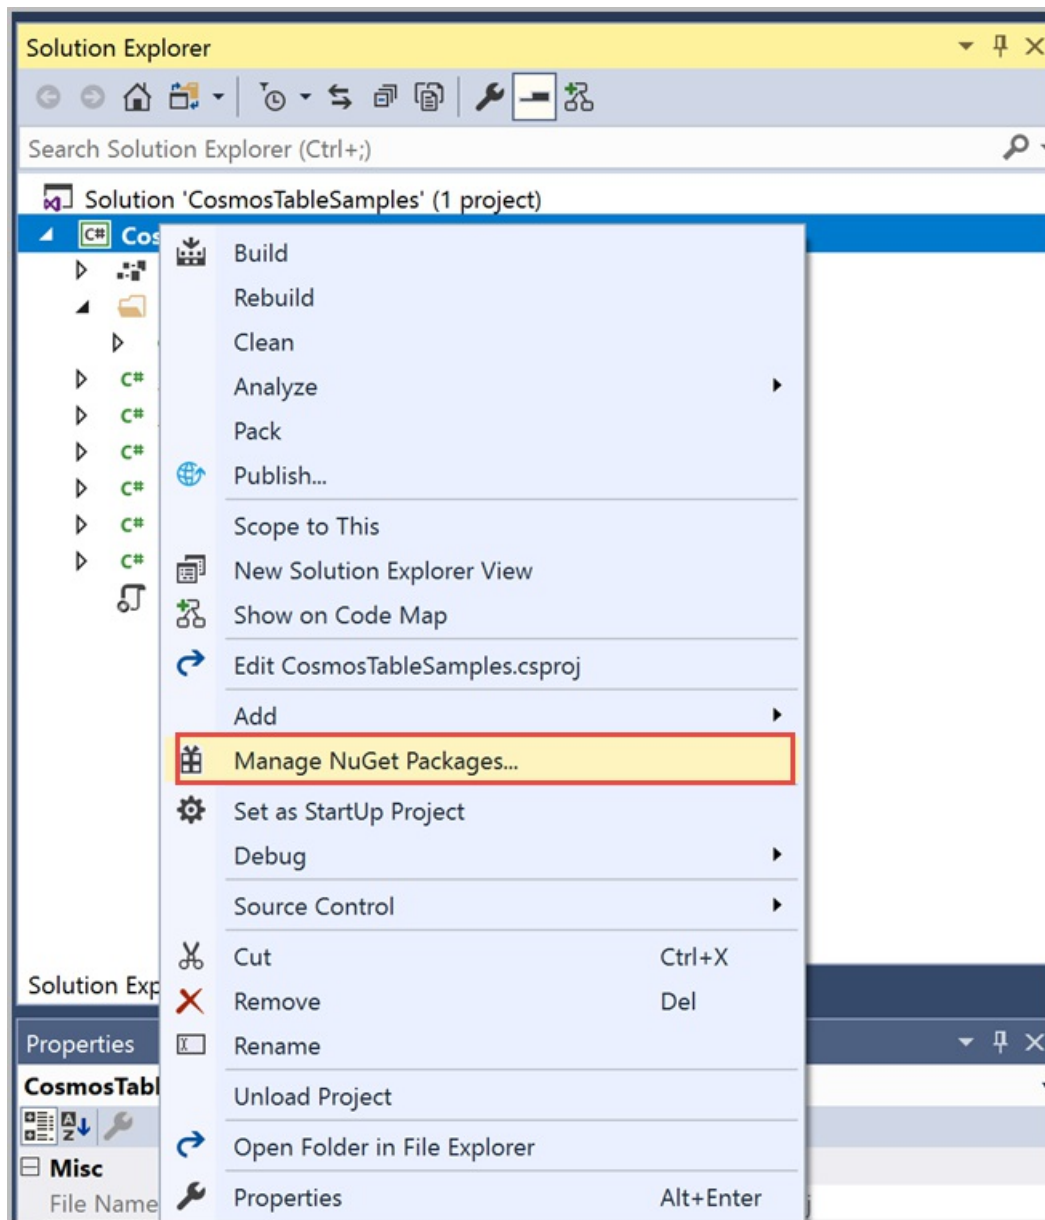 Solution Explorer
Search Solution Explorer (Ctrl+;)
Solution 'CosmosTableSamples' (1 project)
C# Cos
Build
Rebuild
Clean
Analyze
C#
C#
Pack
C#
Publish...
C#
Scope to This
C#
New Solution Explorer View
C#
Show on Code Map
Edit CosmosTableSamples.csproj
Add
Manage NuGet Packages...
Set as StartUp Project
Debug
Source Control
Cut Ctrl+X
Solution Exp
Remove Del
Properties
Rename
CosmosTabl
Unload Project
Open Folder in File Explorer
Misc
File Name
Properties Alt+Enter